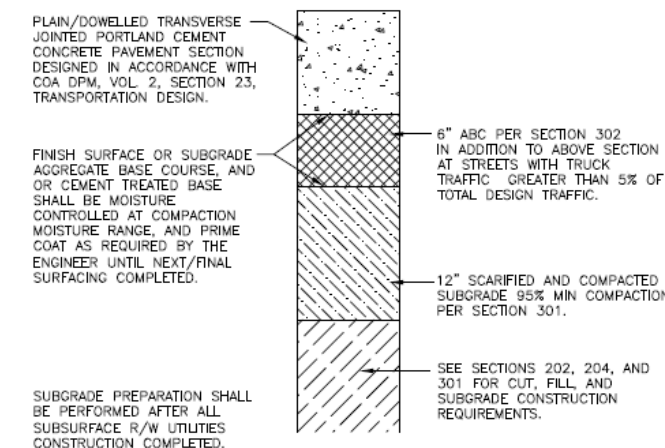 PLAIN/DOWELLED TRANSVERSE
JOINTED PORTLAND CEMENT
CONCRETE PAVEMENT SECTION
DESIGNED IN ACCORDANCE WITH
COA DPM, VOL. 2, SECTION 23,
TRANSPORTATION DESIGN.
FINISH SURFACE OR SUBGRADE
AGGREGATE BASE COURSE, AND
OR CEMENT TREATED BASE
SHALL BE MOISTURE
CONTROLLED AT COMPACTION
MOISTURE RANGE, AND PRIME
COAT AS REQUIRED BY THE
ENGINEER UNTIL NEXT/FINAL
SURFACING COMPLETED.
SUBGRADE PREPARATION SHALL
BE PERFORMED AFTER ALL
SUBSURFACE R/W UTILITIES
CONSTRUCTION COMPLETED.
6" ABC PER SECTION 302
IN ADDITION TO ABOVE SECTION
AT STREETS WITH TRUCK
TRAFFIC GREATER THAN 5% OF
TOTAL DESIGN TRAFFIC.
12" SCARIFIED AND COMPACTED
SUBGRADE 95% MIN COMPACTION
PER SECTION 301.
SEE SECTIONS 202, 204, AND
301 FOR CUT, FILL, AND
SUBGRADE CONSTRUCTION
REQUIREMENTS.